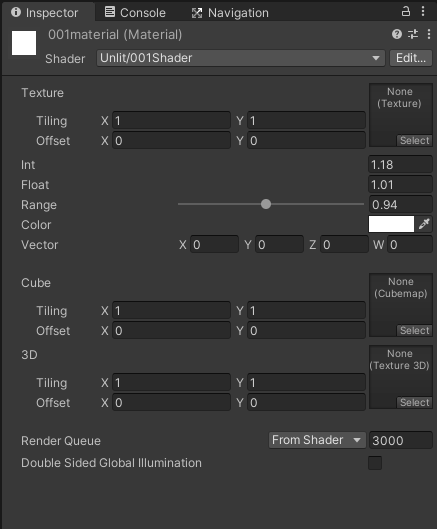 Inspector Console Navigation
001material (Material)
Shader Unlit/001Shader Edit...
Texture None
(Texture)
Tiling X 1 Y 1
Offset X 0 Y 0 Select
Int 1.18
Float 1.01
Range 0.94
Color
Vector X 0 Y 0 Z 0 W 0
Cube None
(Cubemap)
Tiling X 1 Y 1
Offset X 0 Y 0 Select
3D None
(Texture 3D)
Tiling X 1 Y 1
Offset X 0 Y 0 Select
Render Queue From Shader 3000
Double Sided Global Illumination